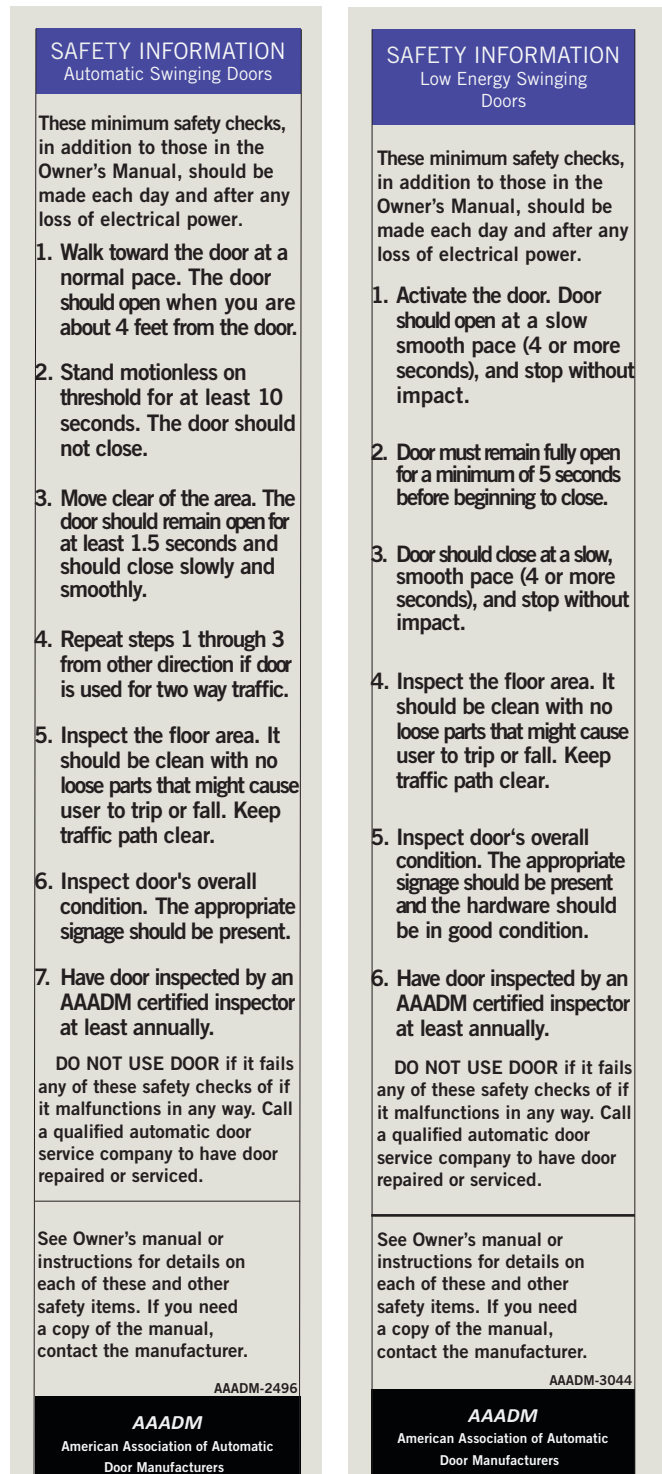 SAFETY INFORMATION
Automatic Swinging Doors
These minimum safety checks,
in addition to those in the
Owner’s Manual, should be
made each day and after any
loss of electrical power.
1. Walk toward the door at a
normal pace. The door
should open when you are
about 4 feet from the door.
2. Stand motionless on
threshold for at least 10
seconds. The door should
not close.
3. Move clear of the area. The
door should remain open for
at least 1.5 seconds and
should close slowly and
smoothly.
4. Repeat steps 1 through 3
from other direction if door
is used for two way traffic.
5. Inspect the floor area. It
should be clean with no
loose parts that might cause
user to trip or fall. Keep
traffic path clear.
6. Inspect door's overall
condition. The appropriate
signage should be present.
7. Have door inspected by an
AAADM certified inspector
at least annually.
DO NOT USE DOOR if it fails
any of these safety checks of if
it malfunctions in any way. Call
a qualified automatic door
service company to have door
repaired or serviced.
See Owner’s manual or
instructions for details on
each of these and other
safety items. If you need
a copy of the manual,
contact the manufacturer.
AAADM-2496
AAADM
American Association of Automatic
Door Manufacturers
SAFETY INFORMATION
Low Energy Swinging
Doors
These minimum safety checks,
in addition to those in the
Owner’s Manual, should be
made each day and after any
loss of electrical power.
1. Activate the door. Door
should open at a slow
smooth pace (4 or more
seconds), and stop without
impact.
2. Door must remain fully open
for a minimum of 5 seconds
before beginning to close.
3. Door should close at a slow,
smooth pace (4 or more
seconds), and stop without
impact.
4. Inspect the floor area. It
should be clean with no
loose parts that might cause
user to trip or fall. Keep
traffic path clear.
5. Inspect door‘s overall
condition. The appropriate
signage should be present
and the hardware should
be in good condition.
6. Have door inspected by an
AAADM certified inspector
at least annually.
DO NOT USE DOOR if it fails
any of these safety checks of if
it malfunctions in any way. Call
a qualified automatic door
service company to have door
repaired or serviced.
See Owner’s manual or
instructions for details on
each of these and other
safety items. If you need
a copy of the manual,
contact the manufacturer.
AAADM-3044
AAADM
American Association of Automatic
Door Manufacturers